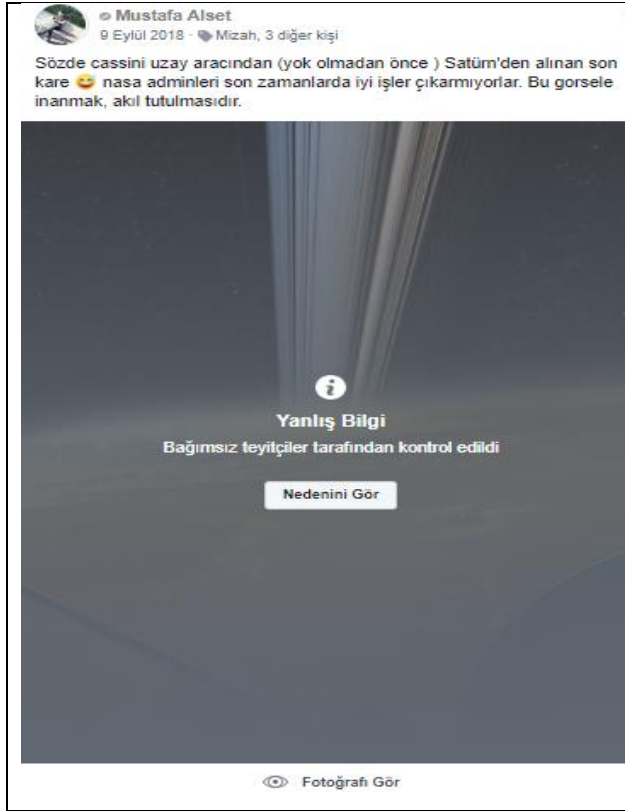 Mustafa Alset
9 Eylül 2018 · Mizah, 3 diğer kişi
Sözde cassini uzay aracından (yok olmadan önce ) Satürn'den alınan son
kare 😅 nasa adminleri son zamanlarda iyi işler çıkarmıyorlar. Bu gorsele
inanmak, akıl tutulmasıdır.
Yanlış Bilgi
Bağımsız teyitçiler tarafından kontrol edildi
Nedenini Gör
Fotoğrafı Gör